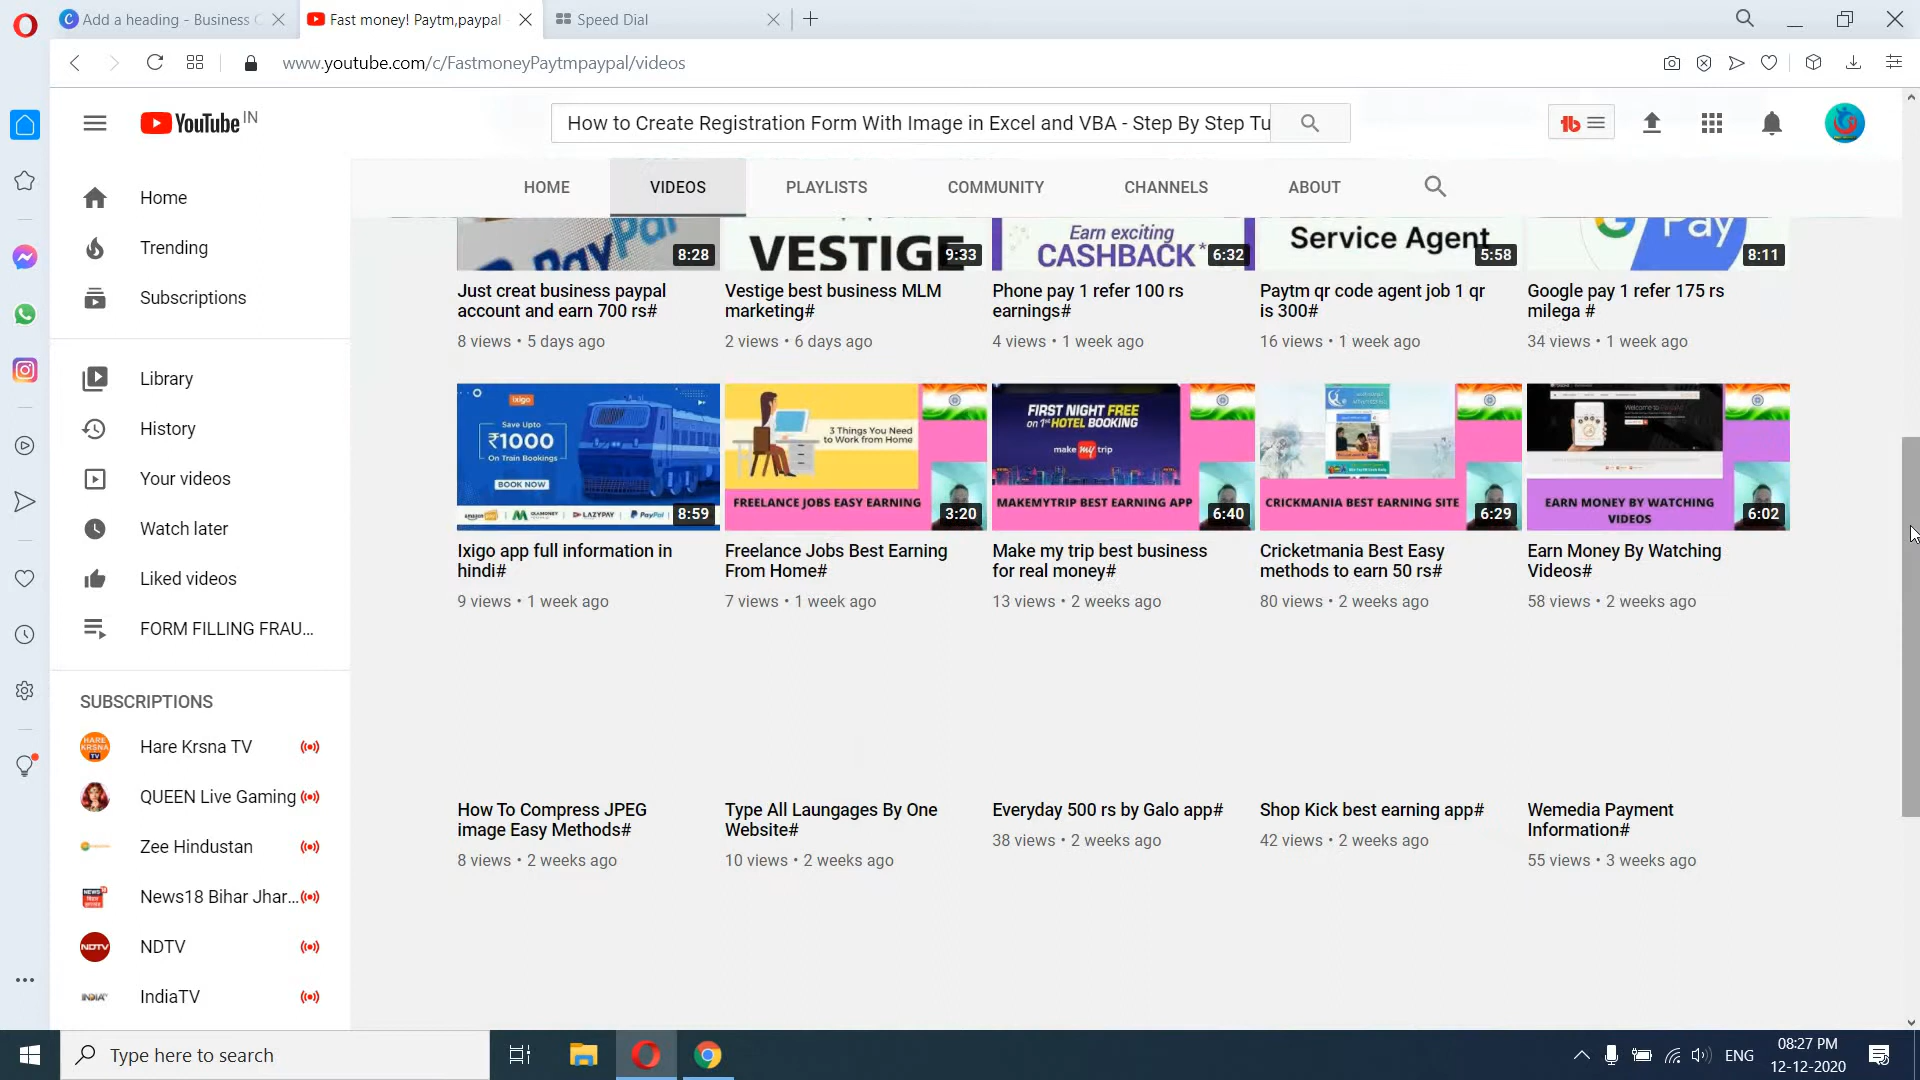 Add a heading - Business
Fast money! Paytm,paypal
Speed Dial
www.youtube.com/c/FastmoneyPaytmpaypal/videos
YouTube IN
How to Create Registration Form With Image in Excel and VBA - Step By Step Tu
HOME
VIDEOS
PLAYLISTS
COMMUNITY
CHANNELS
ABOUT
Home
Trending
Subscriptions
Library
History
Your videos
Watch later
Liked videos
FORM FILLING FRAU...
SUBSCRIPTIONS
Hare Krsna TV
QUEEN Live Gaming
Zee Hindustan
News18 Bihar Jhar...
NDTV
IndiaTV
PayPal
8:28
VESTIGE
9:33
Earn exciting
CASHBACK*
6:32
Service Agent
5:58
G Pay
8:11
Just creat business paypal
account and earn 700 rs#
8 views • 5 days ago
Vestige best business MLM
marketing#
2 views • 6 days ago
Phone pay 1 refer 100 rs
earnings#
4 views • 1 week ago
Paytm qr code agent job 1 qr
is 300#
16 views • 1 week ago
Google pay 1 refer 175 rs
milega #
34 views • 1 week ago
ixigo
Save Upto
₹1000
On Train Bookings
BOOK NOW
amazon
LAZYPAY
PayPal
8:59
3 Things You Need
to Work from Home
FREELANCE JOBS EASY EARNING
3:20
FIRST NIGHT FREE
on 1st HOTEL BOOKING
make my trip
MAKEMYTRIP BEST EARNING APP
6:40
CRICKMANIA BEST EARNING SITE
6:29
EARN MONEY BY WATCHING
VIDEOS
6:02
Ixigo app full information in
hindi#
9 views • 1 week ago
Freelance Jobs Best Earning
From Home#
7 views • 1 week ago
Make my trip best business
for real money#
13 views • 2 weeks ago
Cricketmania Best Easy
methods to earn 50 rs#
80 views • 2 weeks ago
Earn Money By Watching
Videos#
58 views • 2 weeks ago
How To Compress JPEG
image Easy Methods#
8 views • 2 weeks ago
Type All Laungages By One
Website#
10 views • 2 weeks ago
Everyday 500 rs by Galo app#
38 views • 2 weeks ago
Shop Kick best earning app#
42 views • 2 weeks ago
Wemedia Payment
Information#
55 views • 3 weeks ago
Type here to search
ENG
08:27 PM
12-12-2020